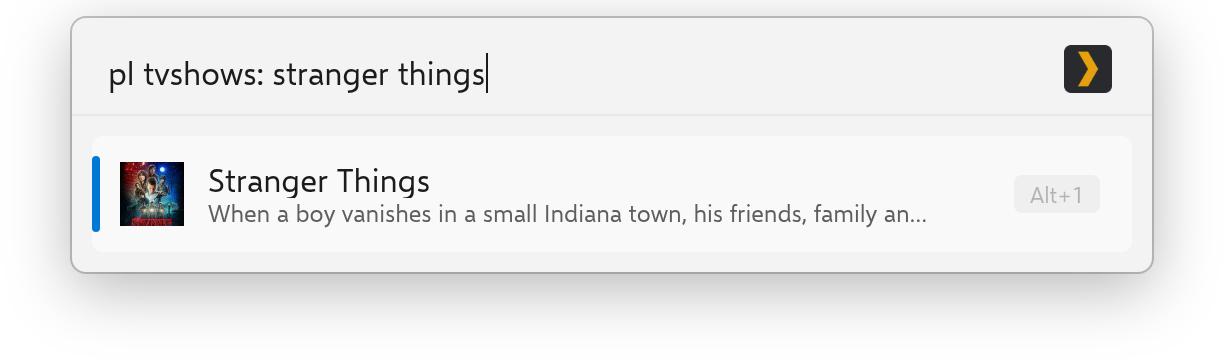 pl tvshows: stranger things
Stranger Things
When a boy vanishes in a small Indiana town, his friends, family an...
Alt+1